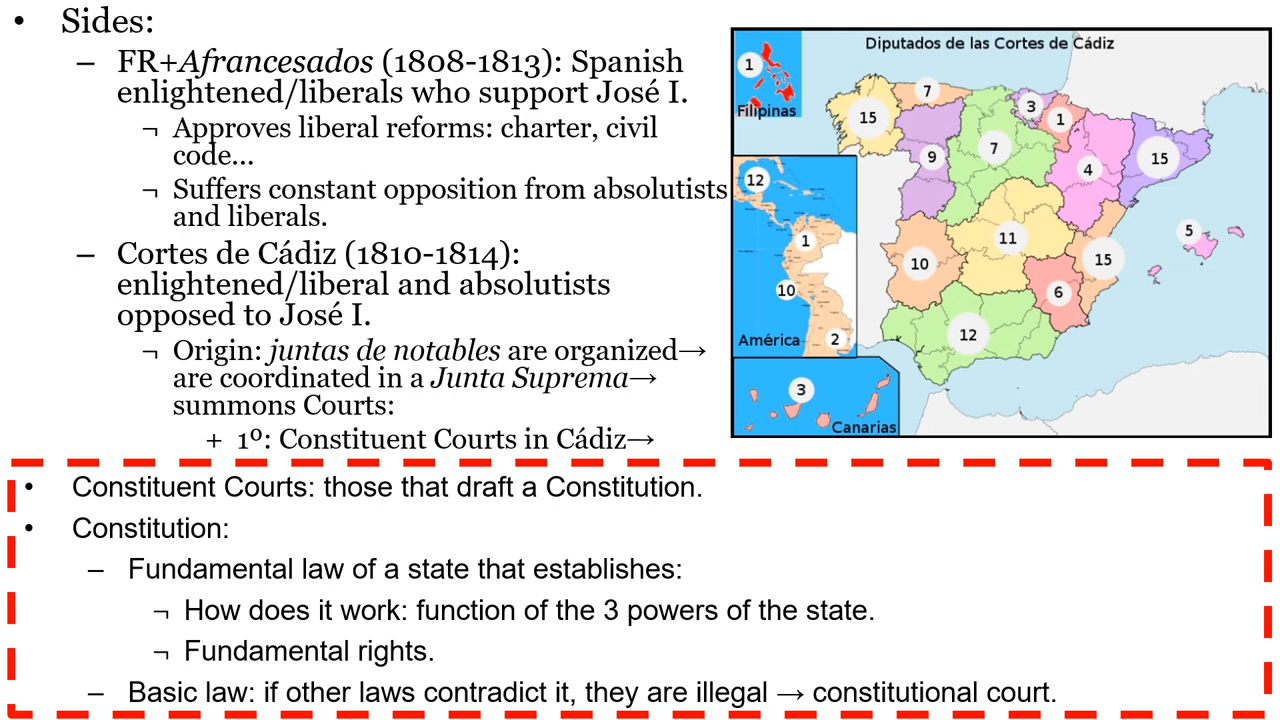 • Sides:
– FR+Afrancesados (1808-1813): Spanish
enlightened/liberals who support José I.
¬ Approves liberal reforms: charter, civil
code…
¬ Suffers constant opposition from absolutists
and liberals.
– Cortes de Cádiz (1810-1814):
enlightened/liberal and absolutists
opposed to José I.
¬ Origin: juntas de notables are organized→
are coordinated in a Junta Suprema→
summons Courts:
+ 1º: Constituent Courts in Cádiz→
Diputados de las Cortes de Cádiz
1
Filipinas
15
7
3
1
9
7
4
15
12
1
10
2
América
10
11
15
5
6
12
3
Canarias
• Constituent Courts: those that draft a Constitution.
• Constitution:
– Fundamental law of a state that establishes:
¬ How does it work: function of the 3 powers of the state.
¬ Fundamental rights.
– Basic law: if other laws contradict it, they are illegal → constitutional court.